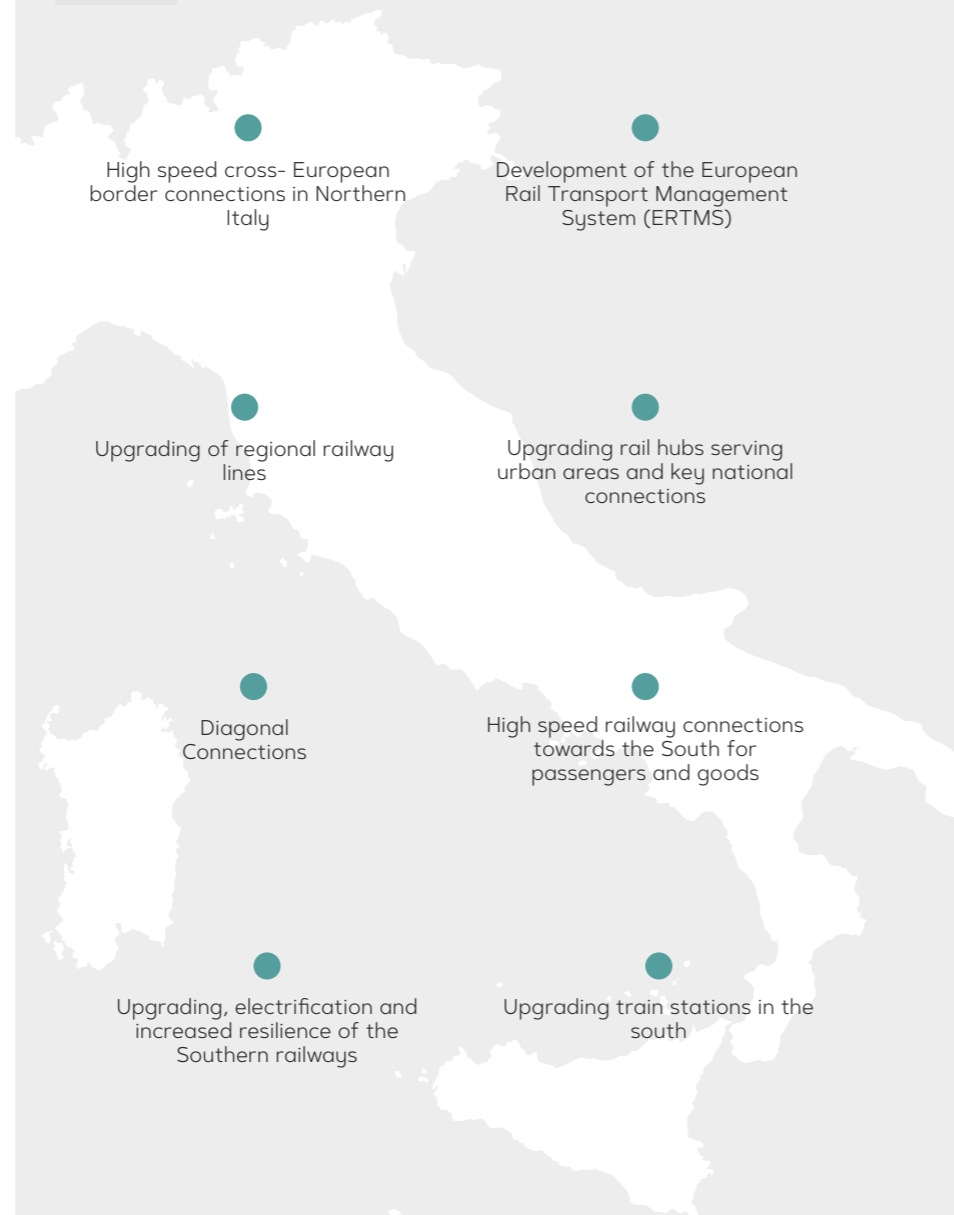 High speed cross- European
border connections in Northern
Italy
Development of the European
Rail Transport Management
System (ERTMS)
Upgrading of regional railway
lines
Upgrading rail hubs serving
urban areas and key national
connections
Diagonal
Connections
High speed railway connections
towards the South for
passengers and goods
Upgrading, electrification and
increased resilience of the
Southern railways
Upgrading train stations in the
south